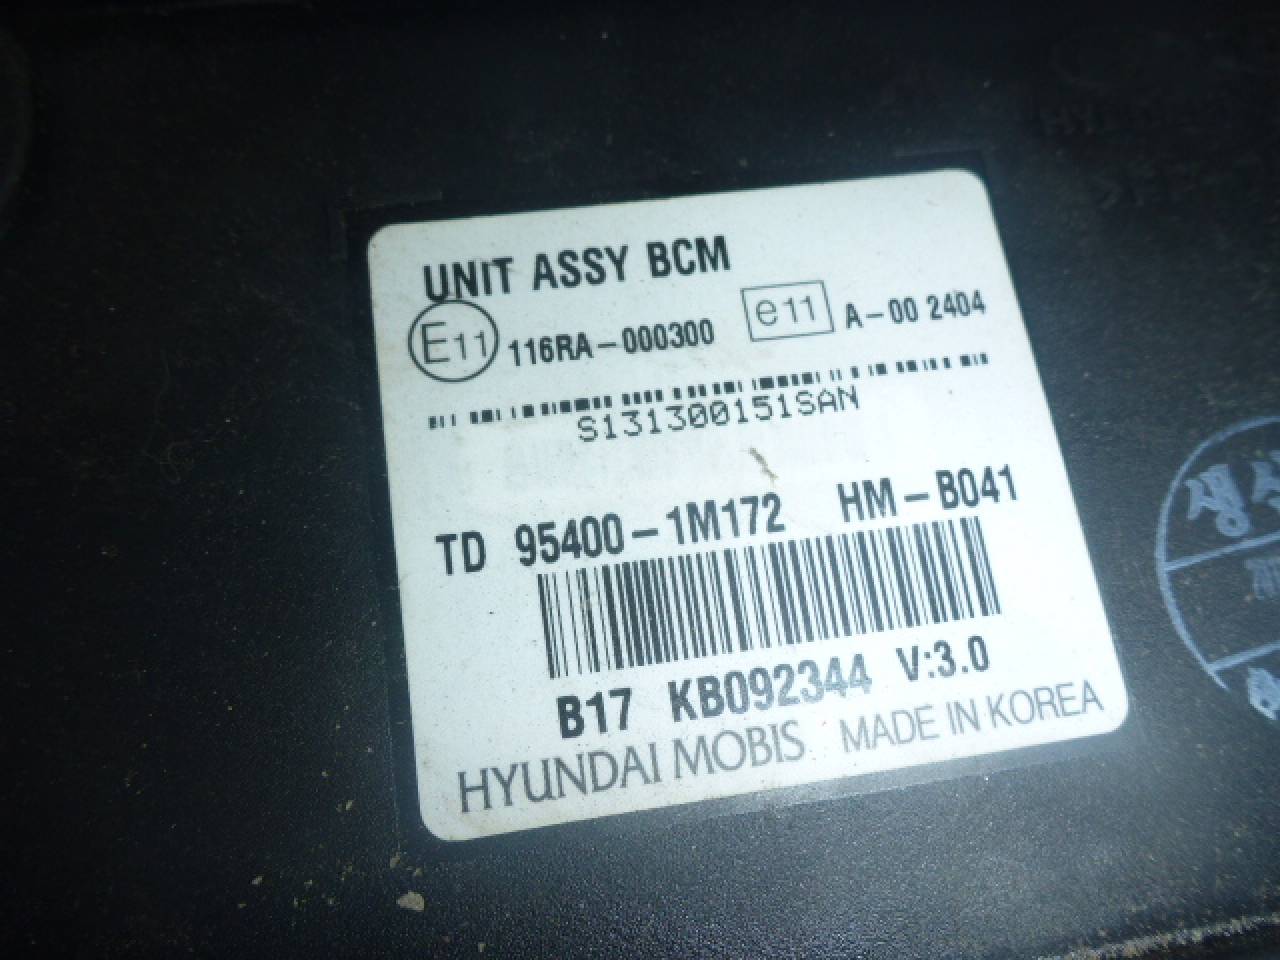 UNIT ASSY BCM
E11 116RA-000300 e11 A-00 2404
S131300151SAN
TD 95400-1M172 HM-B041
B17 KB092344 V:3.0
HYUNDAI MOBIS MADE IN KOREA